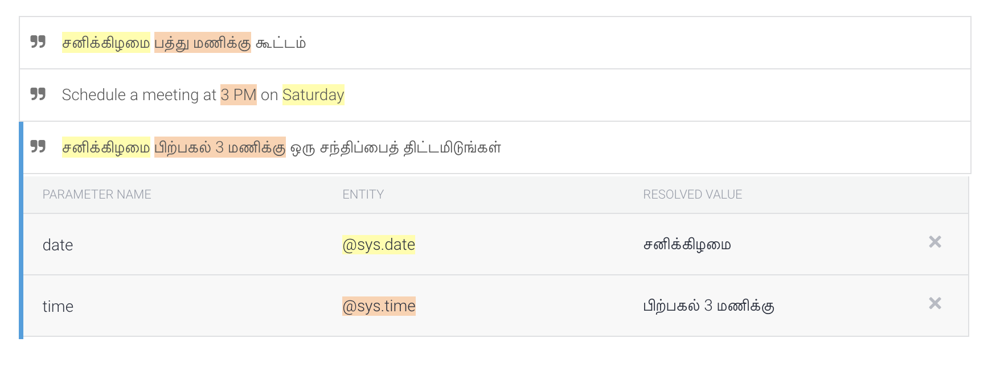 சனிக்கிழமை பத்து மணிக்கு கூட்டம்
Schedule a meeting at 3 PM on Saturday
சனிக்கிழமை பிற்பகல் 3 மணிக்கு ஒரு சந்திப்பைத் திட்டமிடுங்கள்
PARAMETER NAME ENTITY RESOLVED VALUE
date @sys.date சனிக்கிழமை
time @sys.time பிற்பகல் 3 மணிக்கு